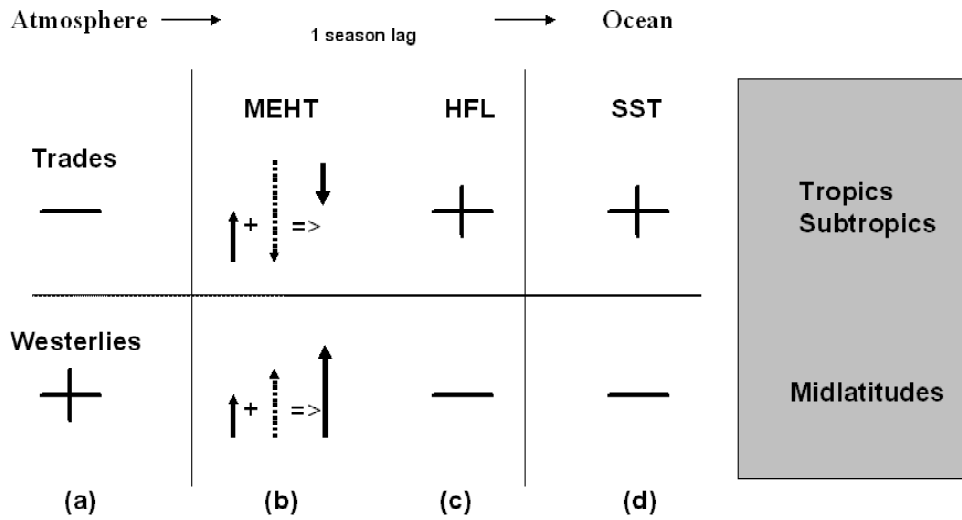 Atmosphere
1 season lag
Ocean
MEHT
HFL
SST
Trades
+ =>
Tropics
Subtropics
Westerlies
+ =>
Midlatitudes
(a) (b) (c) (d)